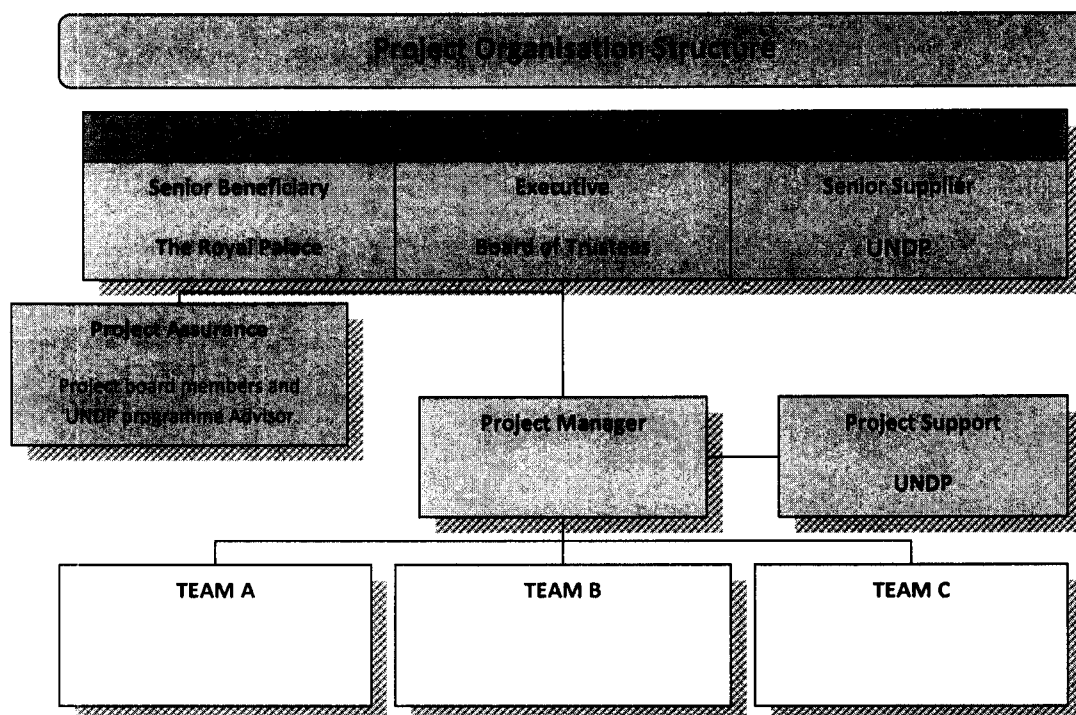 Project Organisation Structure
Senior Beneficiary
The Royal Palace
Executive
Board of Trustees
Senior Supplier
UNDP
Project Assurance
Project board members and
UNDP programme Advisor
Project Manager
Project Support
UNDP
TEAM A
TEAM B
TEAM C